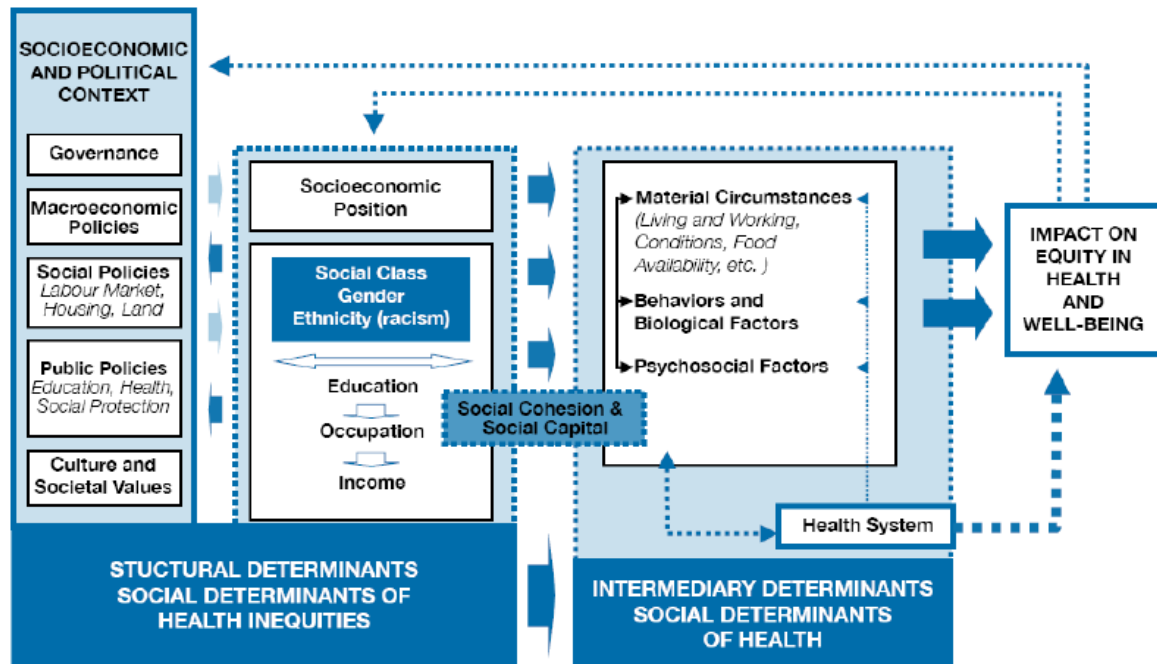 SOCIOECONOMIC
AND POLITICAL
CONTEXT
Governance
Macroeconomic
Policies
Social Policies
Labour Market,
Housing, Land
Public Policies
Education, Health,
Social Protection
Culture and
Societal Values
Socioeconomic
Position
Social Class
Gender
Ethnicity (racism)
Education
Occupation
Income
Social Cohesion &
Social Capital
Material Circumstances
(Living and Working,
Conditions, Food
Availability, etc. )
Behaviors and
Biological Factors
Psychosocial Factors
Health System
IMPACT ON
EQUITY IN
HEALTH
AND
WELL-BEING
STUCTURAL DETERMINANTS
SOCIAL DETERMINANTS OF
HEALTH INEQUITIES
INTERMEDIARY DETERMINANTS
SOCIAL DETERMINANTS
OF HEALTH